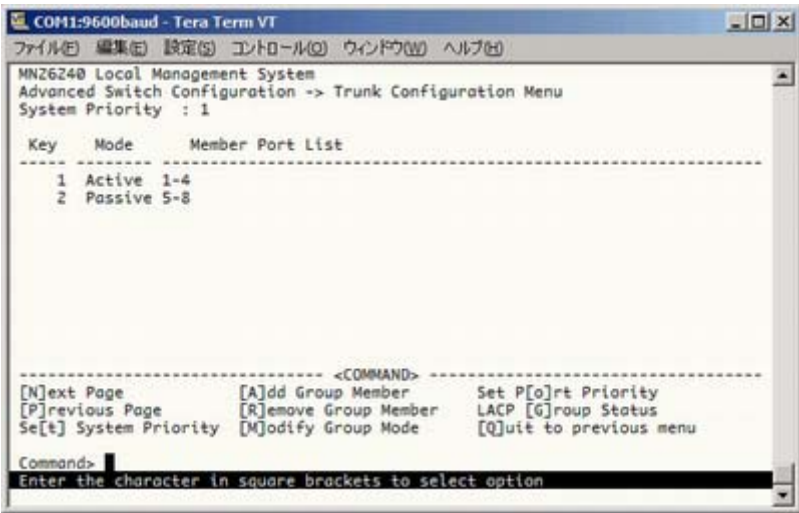 COM1:9600baud - Tera Term VT
ファイル(E) 編集(E) 設定(S) コントロール(O) ウィンドウ(W) ヘルプ(H)
MN26240 Local Management System
Advanced Switch Configuration -> Trunk Configuration Menu
System Priority : 1
Key Mode Member Port List
----- -------- -----------------------------------------------------------
1 Active 1-4
2 Passive 5-8
------------------------------ <COMMAND> ---------------------------------
[N]ext Page [A]dd Group Member Set P[o]rt Priority
[P]revious Page [R]emove Group Member LACP [G]roup Status
Se[t] System Priority [M]odify Group Mode [Q]uit to previous menu
Command>
Enter the character in square brackets to select option